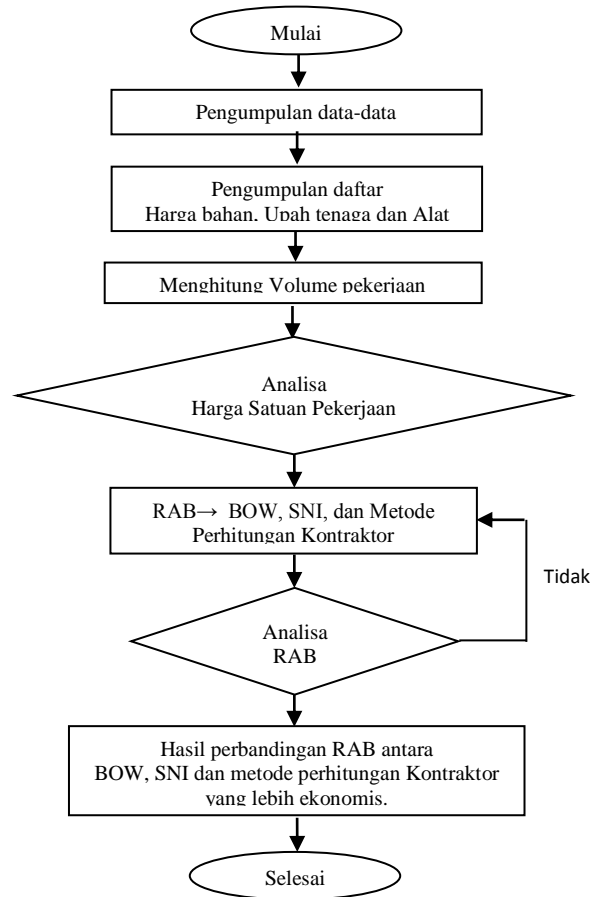 Mulai
Pengumpulan data-data
Pengumpulan daftar
Harga bahan, Upah tenaga dan Alat
Menghitung Volume pekerjaan
Analisa
Harga Satuan Pekerjaan
RAB→ BOW, SNI, dan Metode
Perhitungan Kontraktor
Tidak
Analisa
RAB
Hasil perbandingan RAB antara
BOW, SNI dan metode perhitungan Kontraktor
yang lebih ekonomis.
Selesai